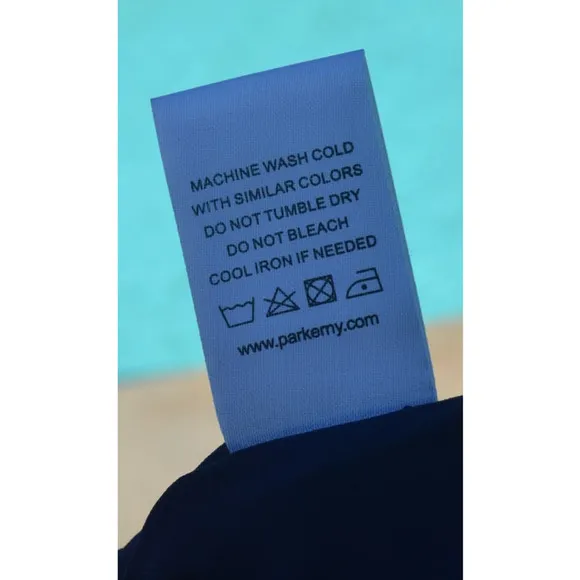 MACHINE WASH COLD
WITH SIMILAR COLORS
DO NOT TUMBLE DRY
DO NOT BLEACH
COOL IRON IF NEEDED
www.parkemy.com